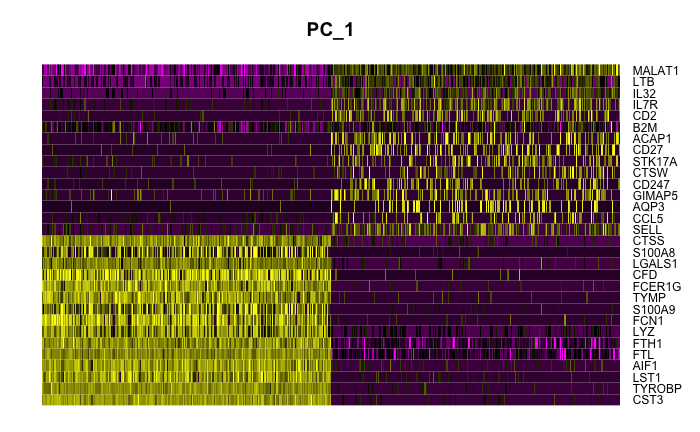 PC_1
MALAT1
LTB
IL32
IL7R
CD2
B2M
ACAP1
CD27
STK17A
CTSW
CD247
GIMAP5
AQP3
CCL5
SELL
CTSS
S100A8
LGALS1
CFD
FCER1G
TYMP
S100A9
FCN1
LYZ
FTH1
FTL
AIF1
LST1
TYROBP
CST3